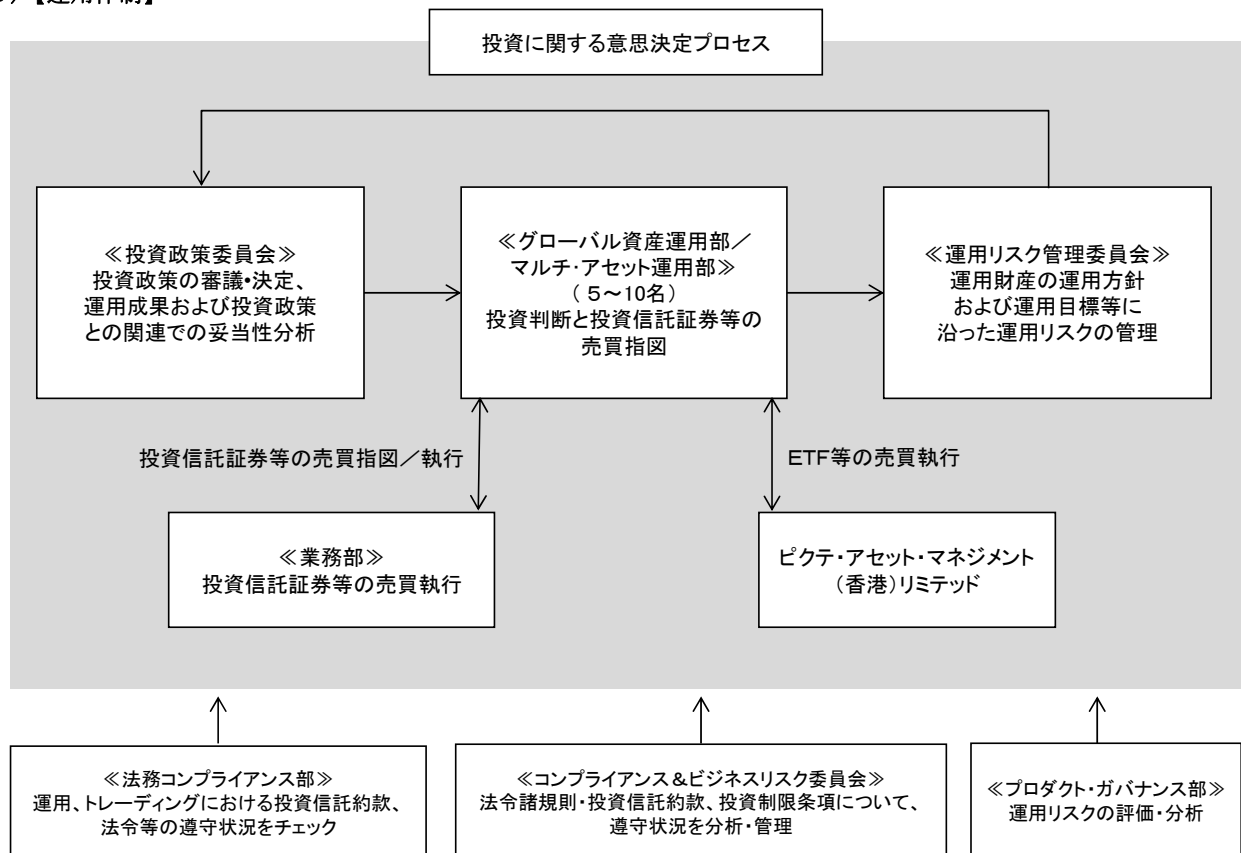 投資に関する意思決定プロセス
≪投資政策委員会≫
投資政策の審議・決定、
運用成果および投資政策
との関連での妥当性分析
≪グローバル資産運用部／
マルチ・アセット運用部≫
（ 5～10名）
投資判断と投資信託証券等の
売買指図
≪運用リスク管理委員会≫
運用財産の運用方針
および運用目標等に
沿った運用リスクの管理
投資信託証券等の売買指図／執行
ETF等の売買執行
≪業務部≫
投資信託証券等の売買執行
ピクテ・アセット・マネジメント
（香港）リミテッド
≪法務コンプライアンス部≫
運用、トレーディングにおける投資信託約款、
法令等の遵守状況をチェック
≪コンプライアンス＆ビジネスリスク委員会≫
法令諸規則・投資信託約款、投資制限条項について、
遵守状況を分析・管理
≪プロダクト・ガバナンス部≫
運用リスクの評価・分析